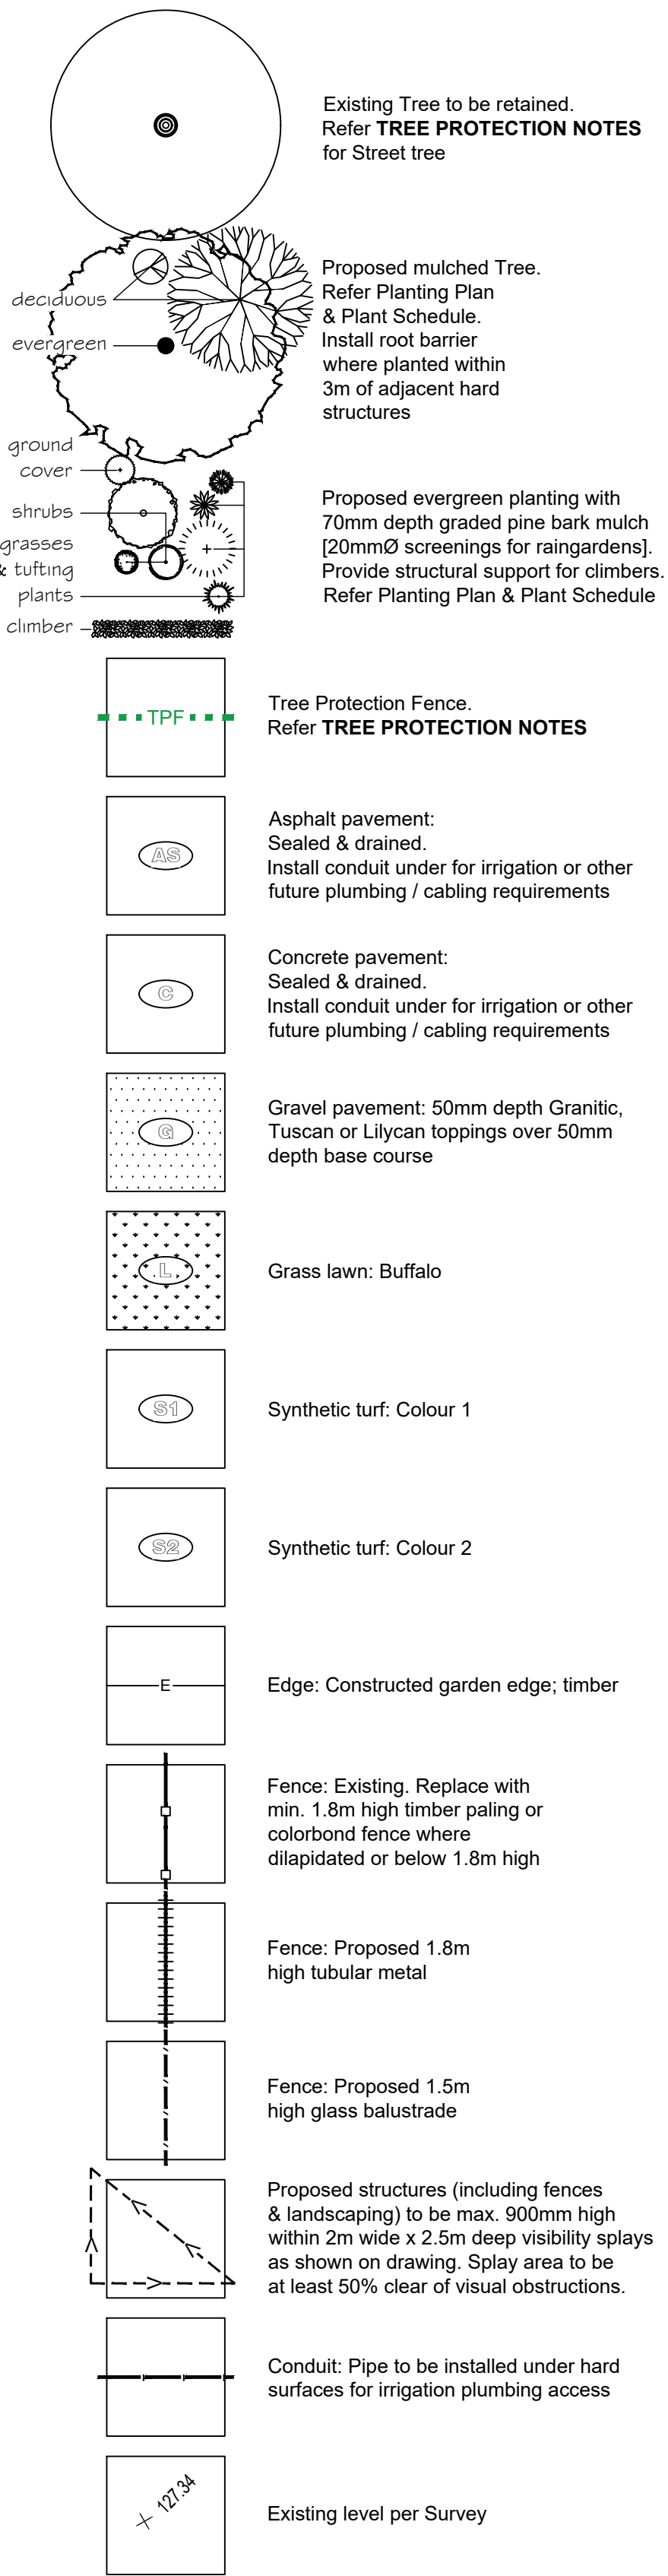 Existing Tree to be retained.
Refer TREE PROTECTION NOTES
for Street tree
deciduous
evergreen
Proposed mulched Tree.
Refer Planting Plan
& Plant Schedule.
Install root barrier
where planted within
3m of adjacent hard
structures
ground
cover
shrubs
grasses
& tufting
plants
climber
Proposed evergreen planting with
70mm depth graded pine bark mulch
[20mmØ screenings for raingardens].
Provide structural support for climbers.
Refer Planting Plan & Plant Schedule
TPF
Tree Protection Fence.
Refer TREE PROTECTION NOTES
AS
Asphalt pavement:
Sealed & drained.
Install conduit under for irrigation or other
future plumbing / cabling requirements
C
Concrete pavement:
Sealed & drained.
Install conduit under for irrigation or other
future plumbing / cabling requirements
G
Gravel pavement: 50mm depth Granitic,
Tuscan or Lilycan toppings over 50mm
depth base course
L
Grass lawn: Buffalo
S1
Synthetic turf: Colour 1
S2
Synthetic turf: Colour 2
E
Edge: Constructed garden edge; timber
Fence: Existing. Replace with
min. 1.8m high timber paling or
colorbond fence where
dilapidated or below 1.8m high
Fence: Proposed 1.8m
high tubular metal
Fence: Proposed 1.5m
high glass balustrade
Proposed structures (including fences
& landscaping) to be max. 900mm high
within 2m wide x 2.5m deep visibility splays
as shown on drawing. Splay area to be
at least 50% clear of visual obstructions.
Conduit: Pipe to be installed under hard
surfaces for irrigation plumbing access
127.34
Existing level per Survey